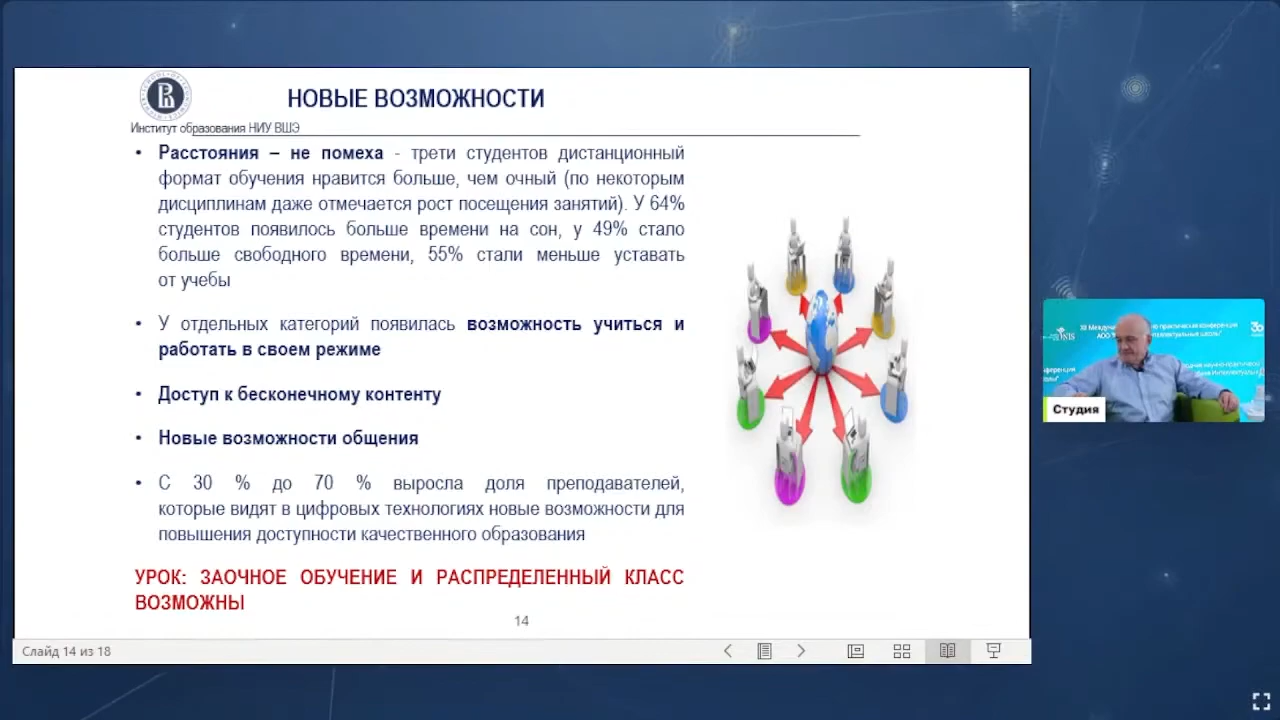 НОВЫЕ ВОЗМОЖНОСТИ
Институт образования НИУ ВШЭ
• Расстояния – не помеха - трети студентов дистанционный
формат обучения нравится больше, чем очный (по некоторым
дисциплинам даже отмечается рост посещения занятий). У 64%
студентов появилось больше времени на сон, у 49% стало
больше свободного времени, 55% стали меньше уставать
от учебы
• У отдельных категорий появилась возможность учиться и
работать в своем режиме
• Доступ к бесконечному контенту
• Новые возможности общения
• С 30 % до 70 % выросла доля преподавателей,
которые видят в цифровых технологиях новые возможности для
повышения доступности качественного образования
УРОК: ЗАОЧНОЕ ОБУЧЕНИЕ И РАСПРЕДЕЛЕННЫЙ КЛАСС
ВОЗМОЖНЫ
14
Слайд 14 из 18
NIS
Студия